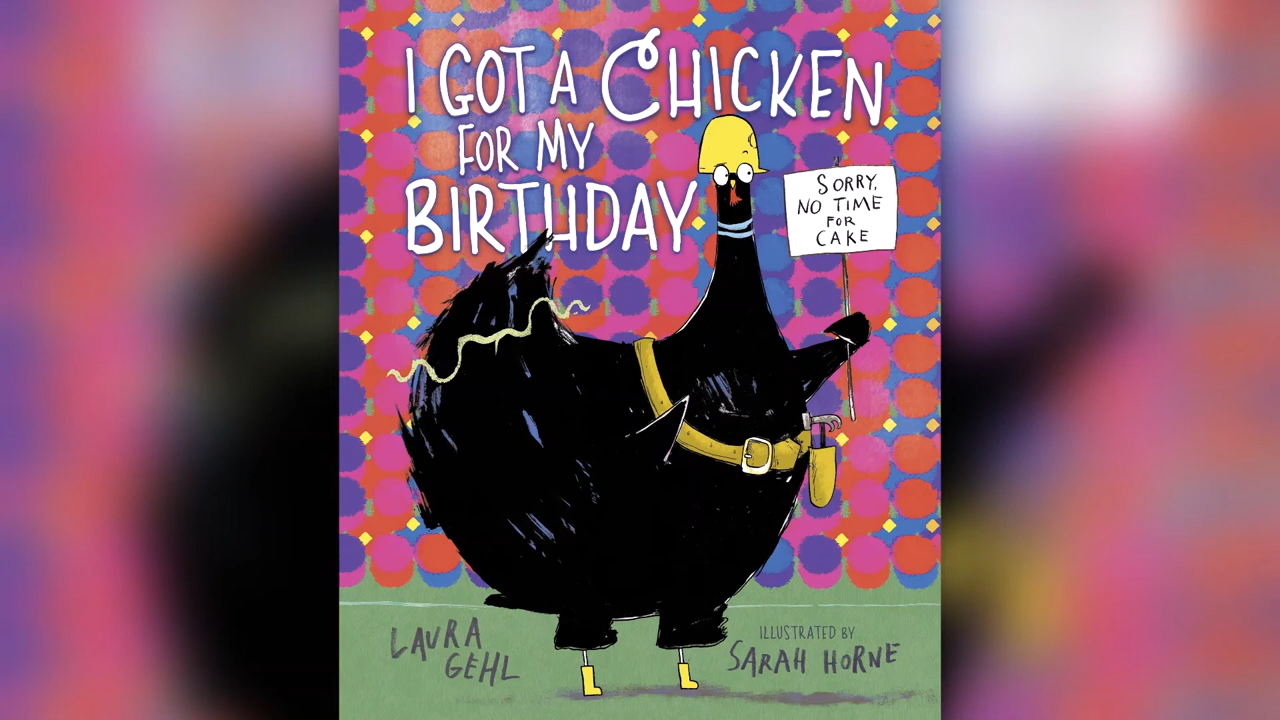 I GOT A CHICKEN
FOR MY
BIRTHDAY
SORRY,
NO TIME
FOR
CAKE
LAURA
GEHL
ILLUSTRATED BY
SARAH HORNE